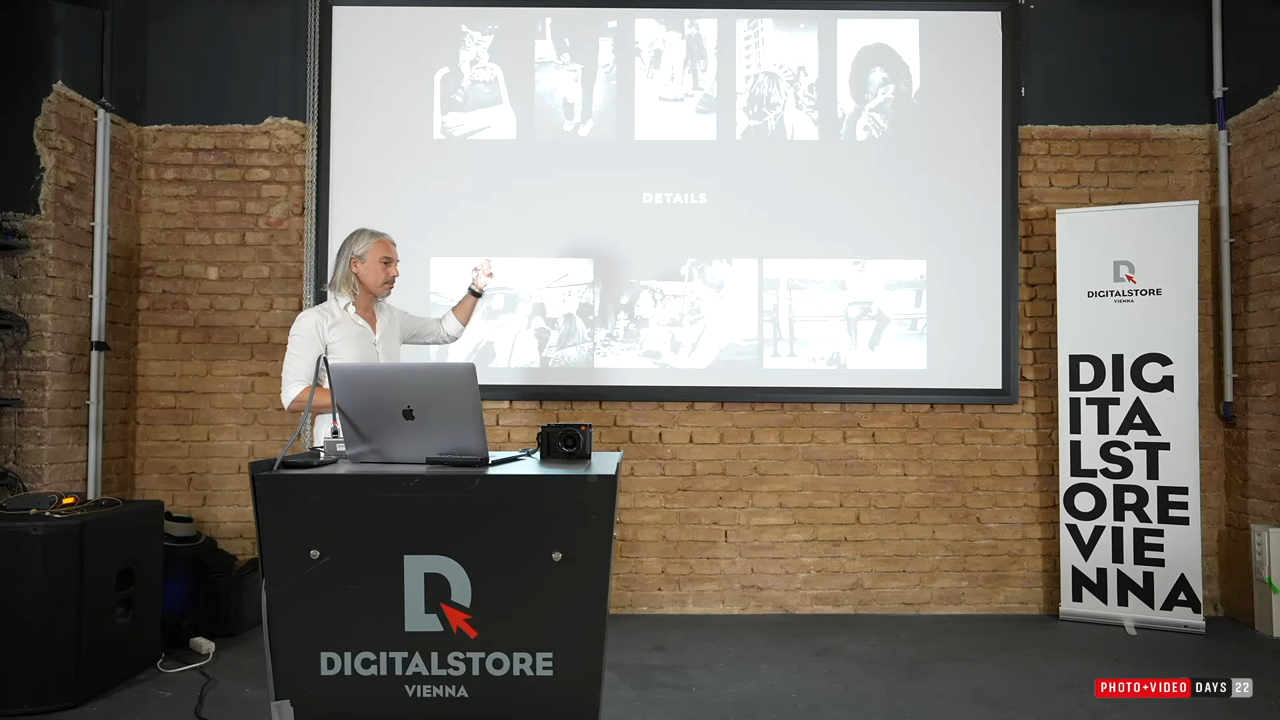 DETAILS
DIGITALSTORE
VIENNA
DIG
ITA
LST
ORE
VIE
NNA
DIGITALSTORE
VIENNA
PHOTO+VIDEO DAYS 22